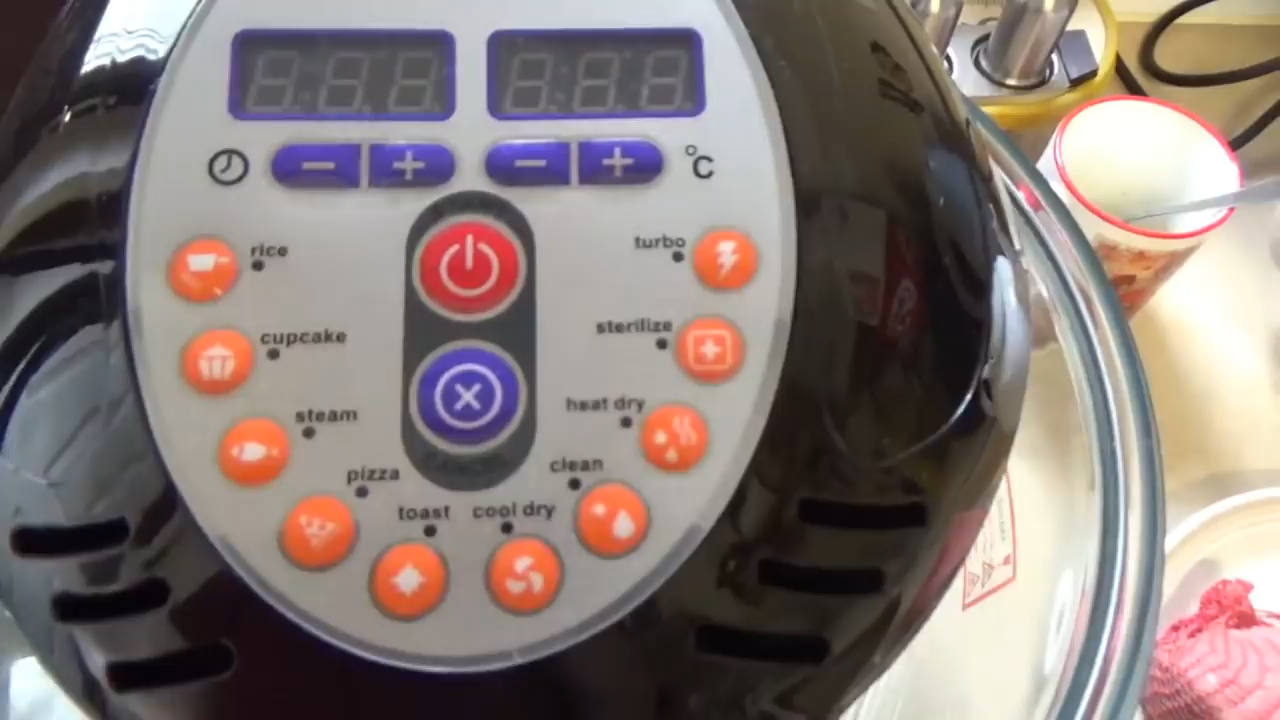 ℃
rice
turbo
cupcake
sterilize
steam
heat dry
pizza
clean
toast
cool dry